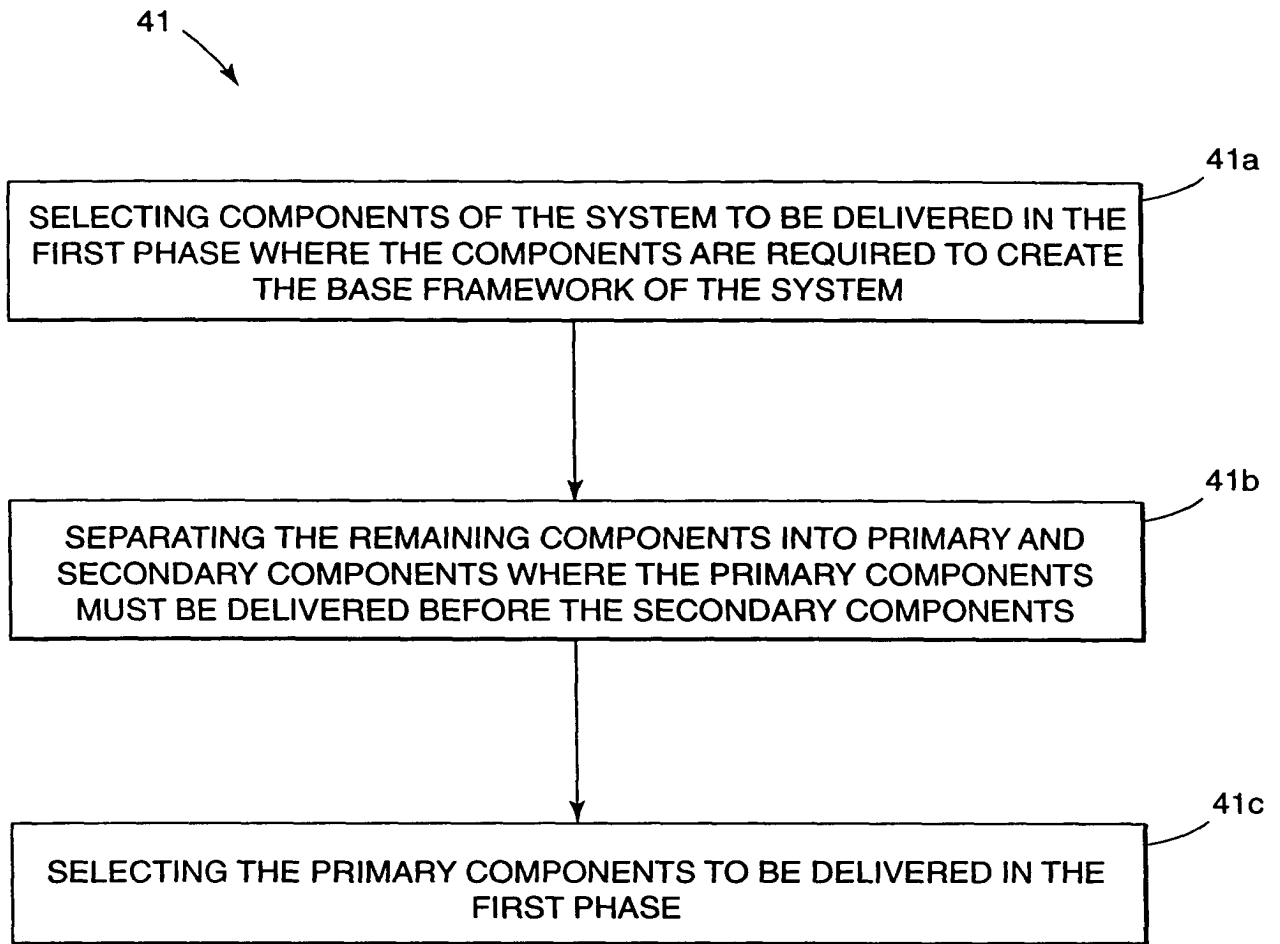 41
41a
SELECTING COMPONENTS OF THE SYSTEM TO BE DELIVERED IN THE
FIRST PHASE WHERE THE COMPONENTS ARE REQUIRED TO CREATE
THE BASE FRAMEWORK OF THE SYSTEM
41b
SEPARATING THE REMAINING COMPONENTS INTO PRIMARY AND
SECONDARY COMPONENTS WHERE THE PRIMARY COMPONENTS
MUST BE DELIVERED BEFORE THE SECONDARY COMPONENTS
41c
SELECTING THE PRIMARY COMPONENTS TO BE DELIVERED IN THE
FIRST PHASE